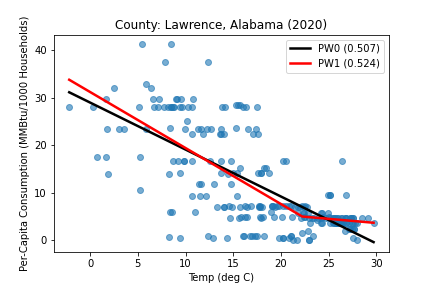 County: Lawrence, Alabama (2020)
Per-Capita Consumption (MMBtu/1000 Households)
40
30
20
10
0
PW0 (0.507)
PW1 (0.524)
0 5 10 15 20 25 30
Temp (deg C)